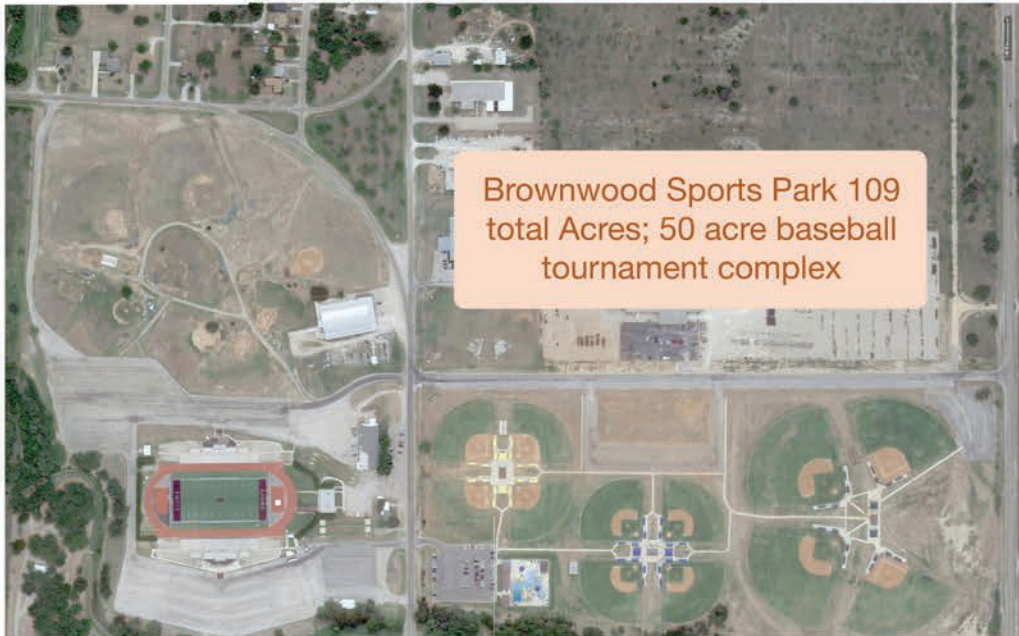 Brownwood Sports Park 109
total Acres; 50 acre baseball
tournament complex